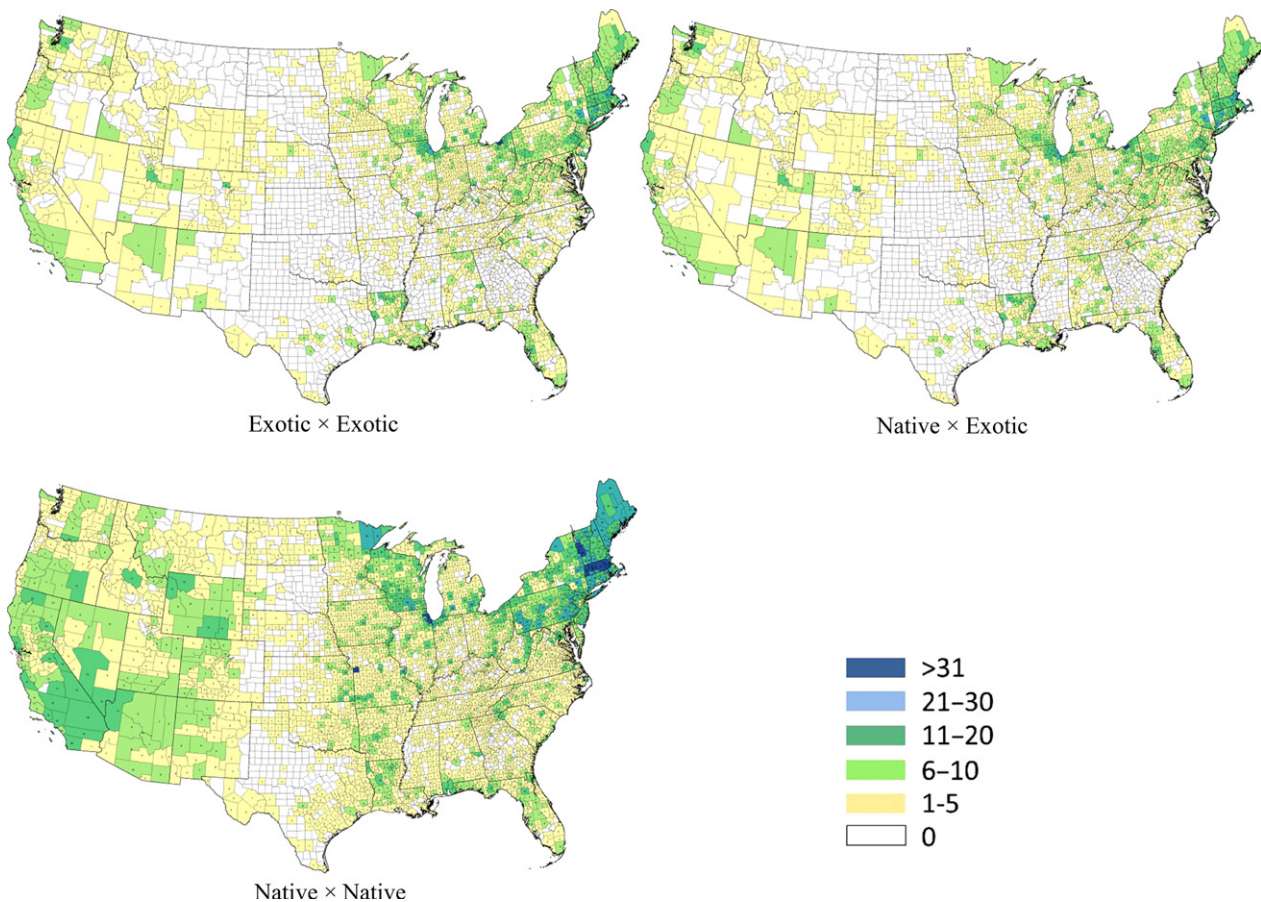 Exotic × Exotic
Native × Exotic
Native × Native
>31
21–30
11–20
6–10
1-5
0